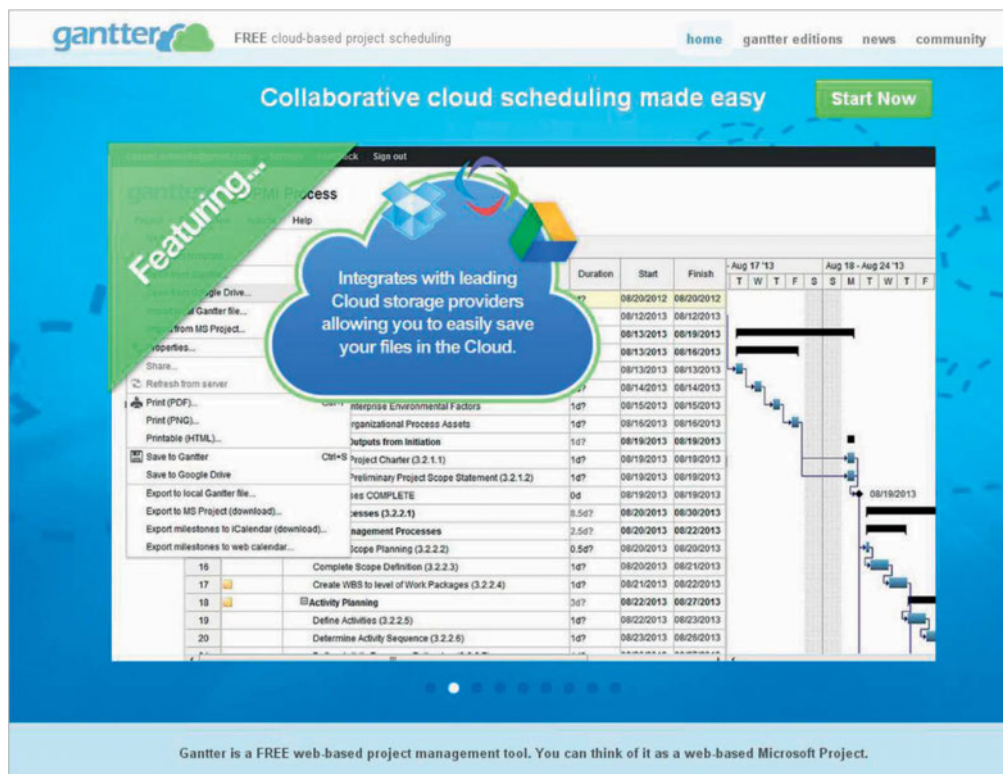 gantter
FREE cloud-based project scheduling
home gantter editions news community
Collaborative cloud scheduling made easy
Start Now
Sign out
Featuring...
PMI Process
Help
Integrates with leading
Cloud storage providers
allowing you to easily save
your files in the Cloud.
Duration Start Finish
Aug 17 '13 Aug 18 - Aug 24 '13
T W T F S S M T W T F
08/20/2012 08/20/2012
08/12/2013 08/12/2013
08/13/2013 08/19/2013
08/13/2013 08/16/2013
08/13/2013 08/13/2013
1d? 08/14/2013 08/14/2013
Enterprise Environmental Factors 1d? 08/15/2013 08/15/2013
Organizational Process Assets 1d? 08/16/2013 08/16/2013
Outputs from Initiation 1d? 08/19/2013 08/19/2013
Project Charter (3.2.1.1) 1d? 08/19/2013 08/19/2013
Preliminary Project Scope Statement (3.2.1.2) 1d? 08/19/2013 08/19/2013
COMPLETE 0d 08/19/2013 08/19/2013
08/19/2013
(3.2.2.1) 8.5d? 08/20/2013 08/30/2013
Processes 2.5d? 08/20/2013 08/22/2013
Scope Planning (3.2.2.2) 0.5d? 08/20/2013 08/20/2013
16 Complete Scope Definition (3.2.2.3) 1d? 08/20/2013 08/21/2013
17 Create WBS to level of Work Packages (3.2.2.4) 1d? 08/21/2013 08/22/2013
18 Activity Planning 3d? 08/22/2013 08/27/2013
19 Define Activities (3.2.2.5) 1d? 08/22/2013 08/23/2013
20 Determine Activity Sequence (3.2.2.6) 1d? 08/23/2013 08/26/2013
Google Drive...
Gantter file...
from MS Project...
Properties...
Share...
Refresh from server
Print (PDF)...
Print (PNG)...
Printable (HTML)...
Save to Gantter Ctrl+S
Save to Google Drive
Export to local Gantter file...
Export to MS Project (download)...
Export milestones to iCalendar (download)...
Export milestones to web calendar...
Gantter is a FREE web-based project management tool. You can think of it as a web-based Microsoft Project.